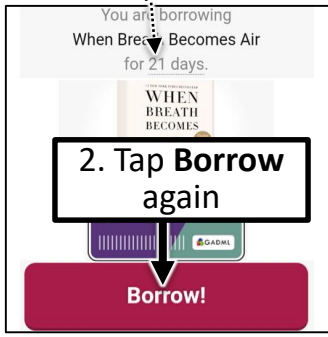 You are borrowing
When Breath Becomes Air
for 21 days.
WHEN
BREATH
BECOMES
2. Tap Borrow
again
GADML
Borrow!